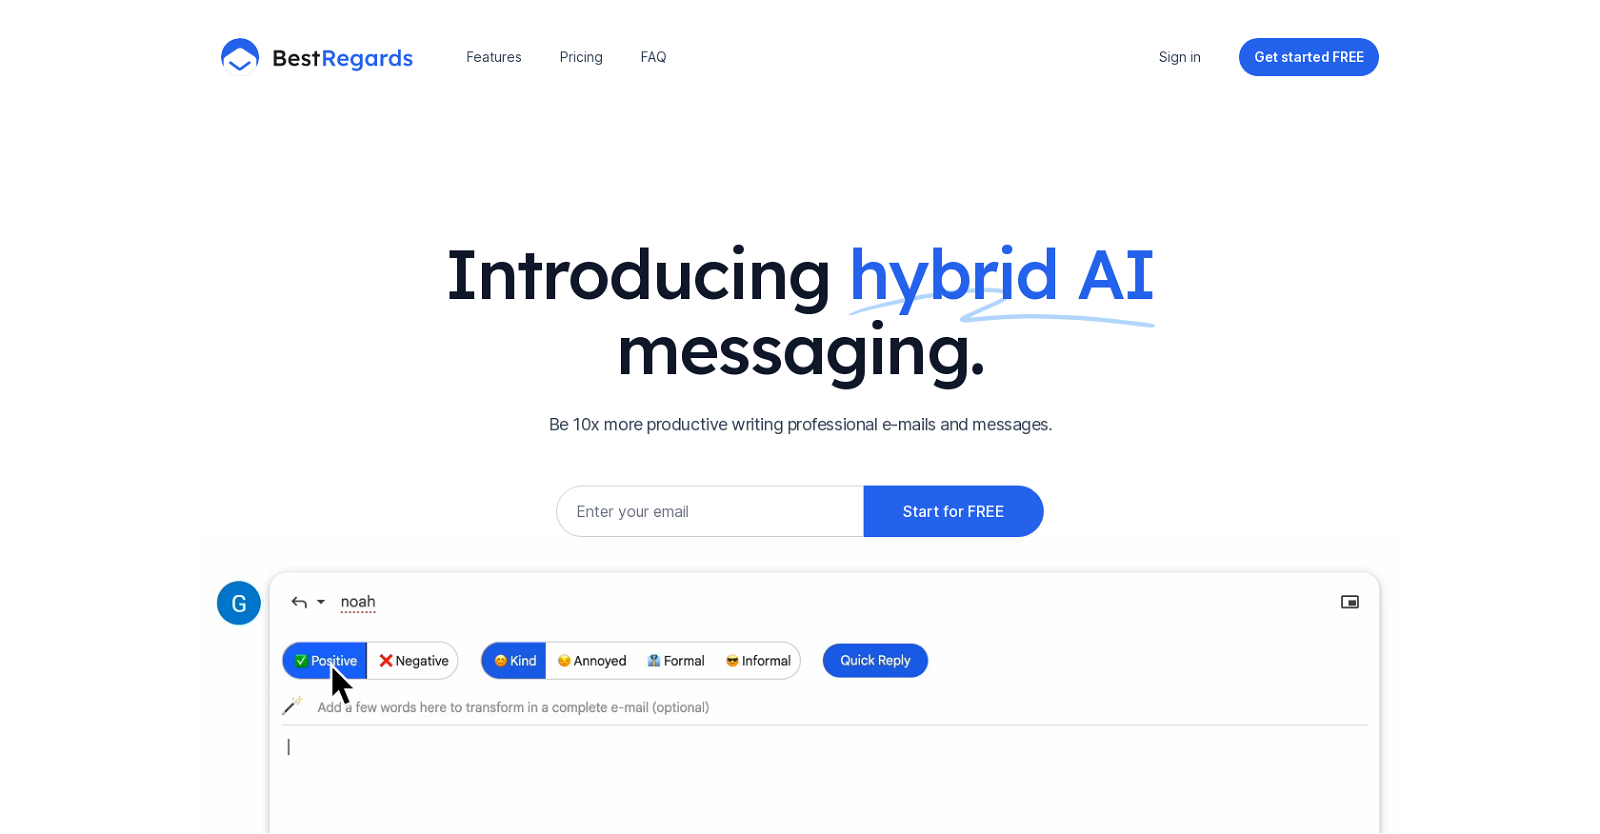 BestRegards Features Pricing FAQ Sign in Get started FREE
Introducing hybrid AI
messaging.
Be 10x more productive writing professional e-mails and messages.
Enter your email Start for FREE
G noah
✅ Positive ❌ Negative 😊 Kind 😣 Annoyed 👔 Formal 😎 Informal Quick Reply
Add a few words here to transform in a complete e-mail (optional)